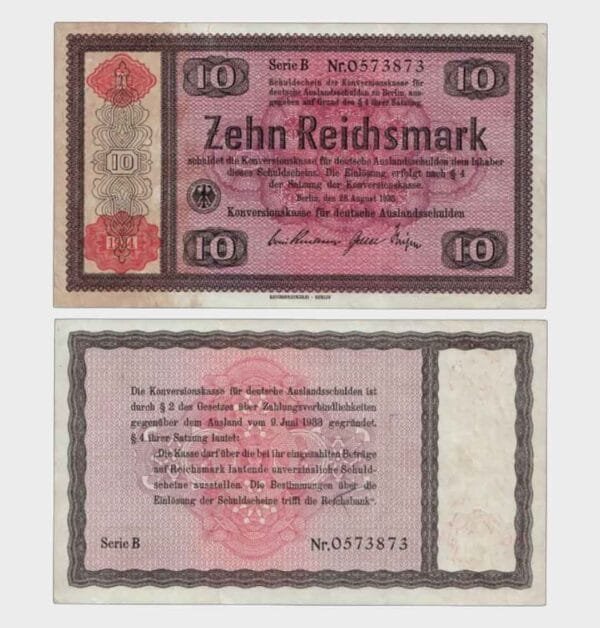 10
Serie B Nr.0573873
10
Schuldschein der Konversionskasse für
deutsche Auslandsschulden zu Berlin, aus-
gegeben auf Grund des § 4 ihrer Satzung.
Zehn Reichsmark
schuldet die Konversionskasse für deutsche Auslandsschulden dem Inhaber
dieses Schuldscheins. Die Einlösung erfolgt nach § 4
der Satzung der Konversionskasse.
Berlin, den 28. August 1933.
Konversionskasse für deutsche Auslandsschulden
10
10
10
REICHSDRUCKEREI · BERLIN
Die Konversionskasse für deutsche Auslandsschulden ist
durch § 2 des Gesetzes über Zahlungsverbindlichkeiten
gegenüber dem Ausland vom 9. Juni 1933 gegründet.
§ 4 ihrer Satzung lautet:
„Die Kasse darf über die bei ihr eingezahlten Beträge
auf Reichsmark lautende unverzinsliche Schuld-
scheine ausstellen. Die Bestimmungen über die
Einlösung der Schuldscheine trifft die Reichsbank“.
Serie B
Nr.0573873